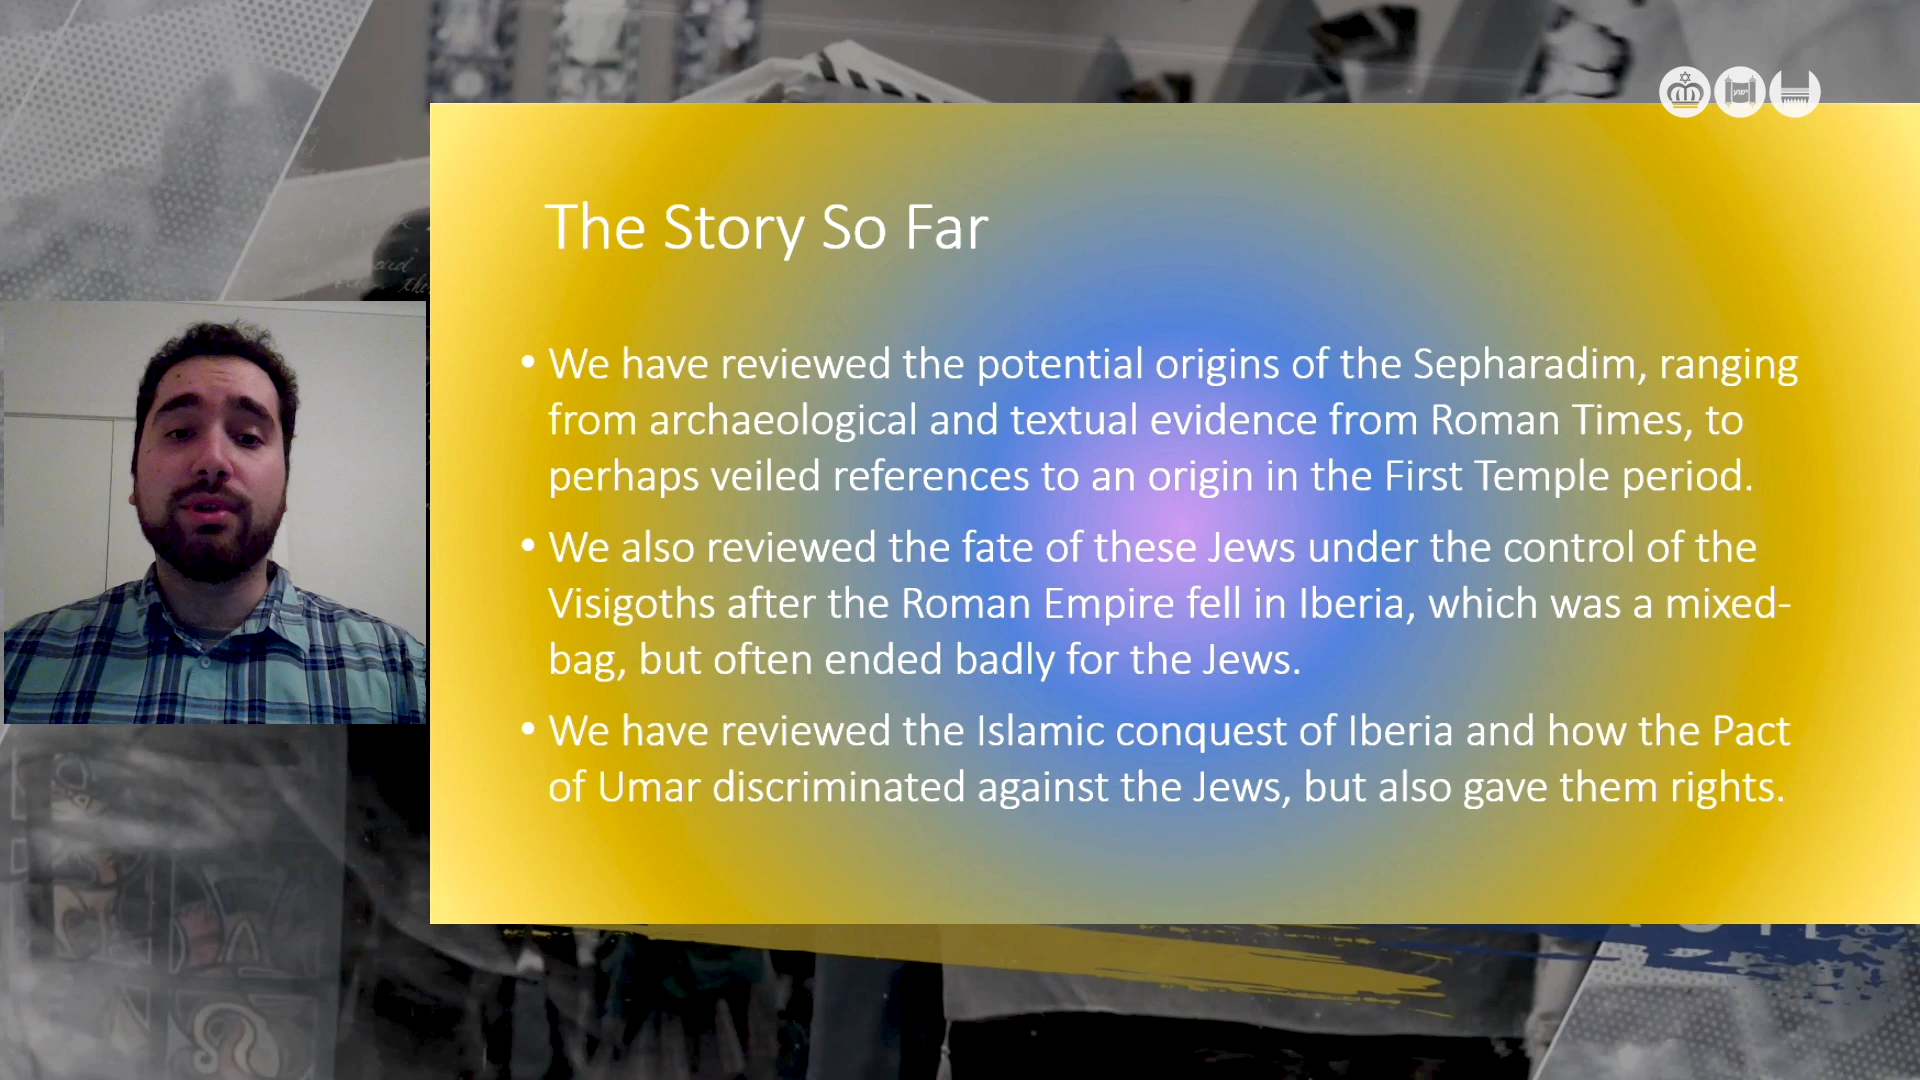 The Story So Far
• We have reviewed the potential origins of the Sepharadim, ranging
from archaeological and textual evidence from Roman Times, to
perhaps veiled references to an origin in the First Temple period.
• We also reviewed the fate of these Jews under the control of the
Visigoths after the Roman Empire fell in Iberia, which was a mixed-
bag, but often ended badly for the Jews.
• We have reviewed the Islamic conquest of Iberia and how the Pact
of Umar discriminated against the Jews, but also gave them rights.